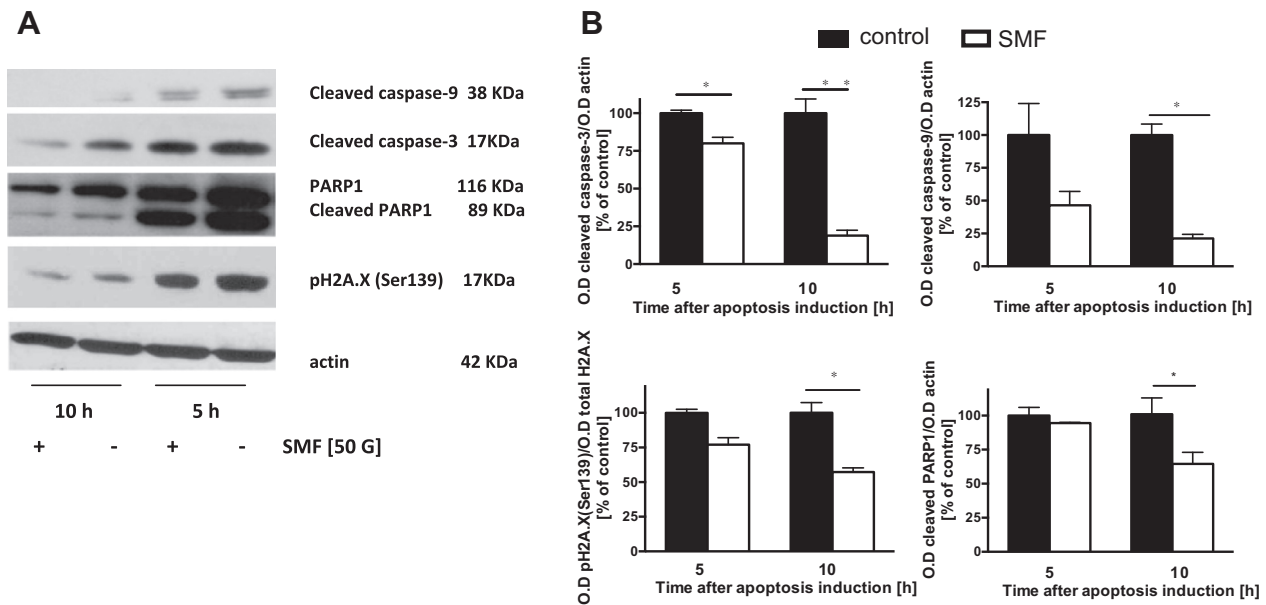 A
Cleaved caspase-9 38 KDa
Cleaved caspase-3 17KDa
PARP1 116 KDa
Cleaved PARP1 89 KDa
pH2A.X (Ser139) 17KDa
actin 42 KDa
10 h 5 h
+ - + - SMF [50 G]
B
control SMF
O.D cleaved caspase-3/O.D actin
[% of control]
100
75
50
25
0
*
* *
5 10
Time after apoptosis induction [h]
O.D cleaved caspase-9/O.D actin
[% of control]
125
100
75
50
25
0
*
5 10
Time after apoptosis induction [h]
O.D pH2A.X(Ser139)/O.D total H2A.X
[% of control]
100
75
50
25
0
*
5 10
Time after apoptosis induction [h]
O.D cleaved PARP1/O.D actin
[% of control]
100
75
50
25
0
*
5 10
Time after apoptosis induction [h]